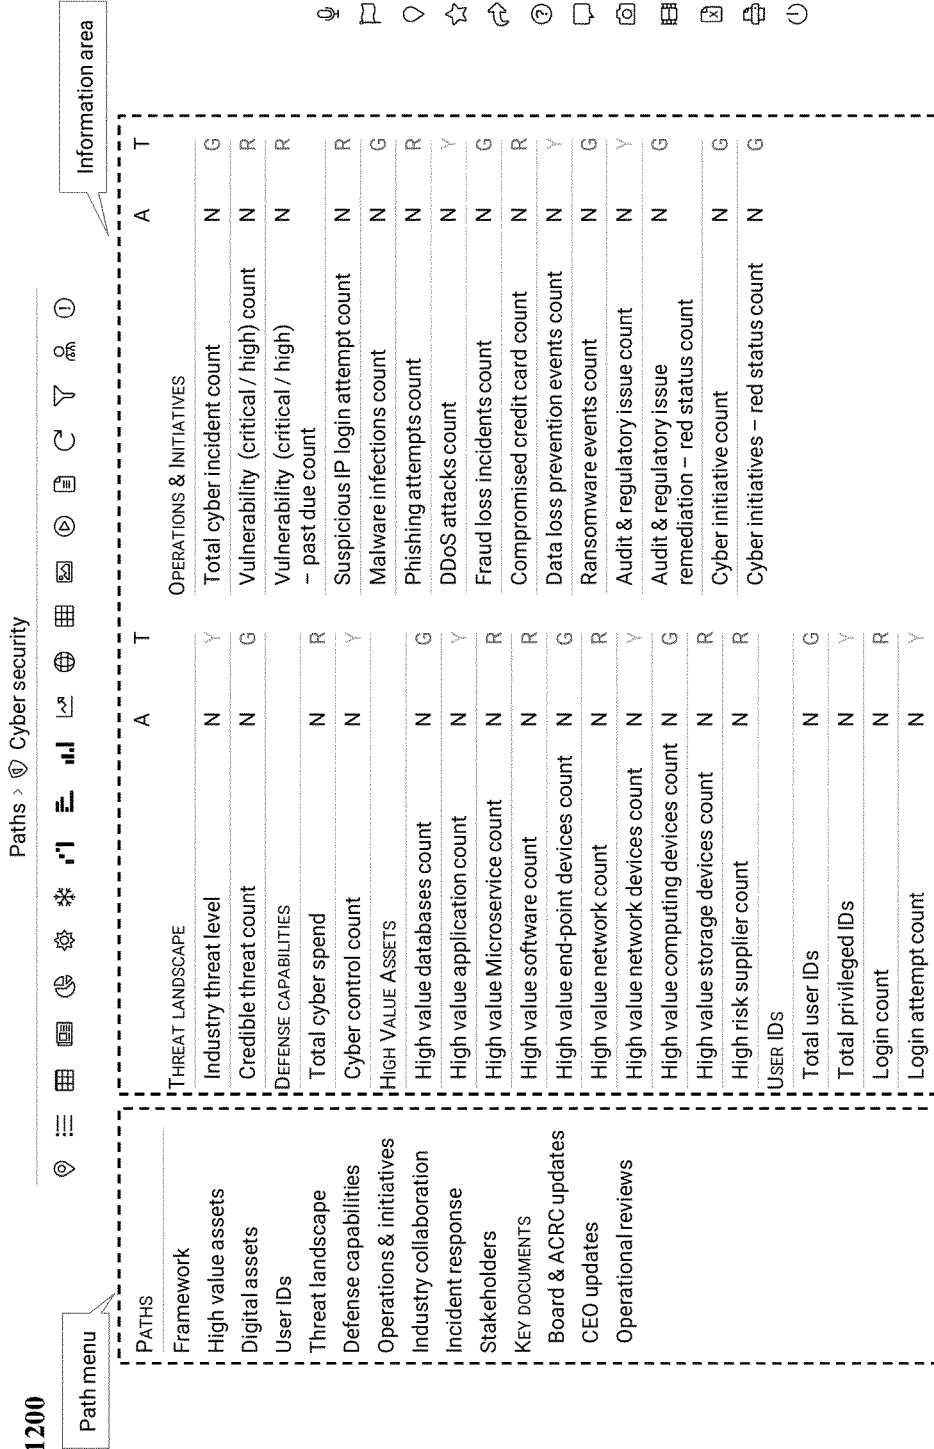 1200
Paths > Cyber security
Path menu
Information area
PATHS
Framework
High value assets
Digital assets
User IDs
Threat landscape
Defense capabilities
Operations & initiatives
Industry collaboration
Incident response
Stakeholders
KEY DOCUMENTS
Board & ACRC updates
CEO updates
Operational reviews
A T
THREAT LANDSCAPE
Industry threat level N Y
Credible threat count N G
DEFENSE CAPABILITIES
Total cyber spend N R
Cyber control count N Y
HIGH VALUE ASSETS
High value databases count N G
High value application count N Y
High value Microservice count N R
High value software count N R
High value end-point devices count N G
High value network count N R
High value network devices count N Y
High value computing devices count N G
High value storage devices count N R
High risk supplier count N R
USER IDS
Total user IDs N G
Total privileged IDs N Y
Login count N R
Login attempt count N Y
A T
OPERATIONS & INITIATIVES
Total cyber incident count N G
Vulnerability (critical / high) count N R
Vulnerability (critical / high) N R
– past due count
Suspicious IP login attempt count N R
Malware infections count N G
Phishing attempts count N R
DDoS attacks count N Y
Fraud loss incidents count N G
Compromised credit card count N R
Data loss prevention events count N Y
Ransomware events count N G
Audit & regulatory issue count N Y
Audit & regulatory issue N G
remediation – red status count
Cyber initiative count N G
Cyber initiatives – red status count N G